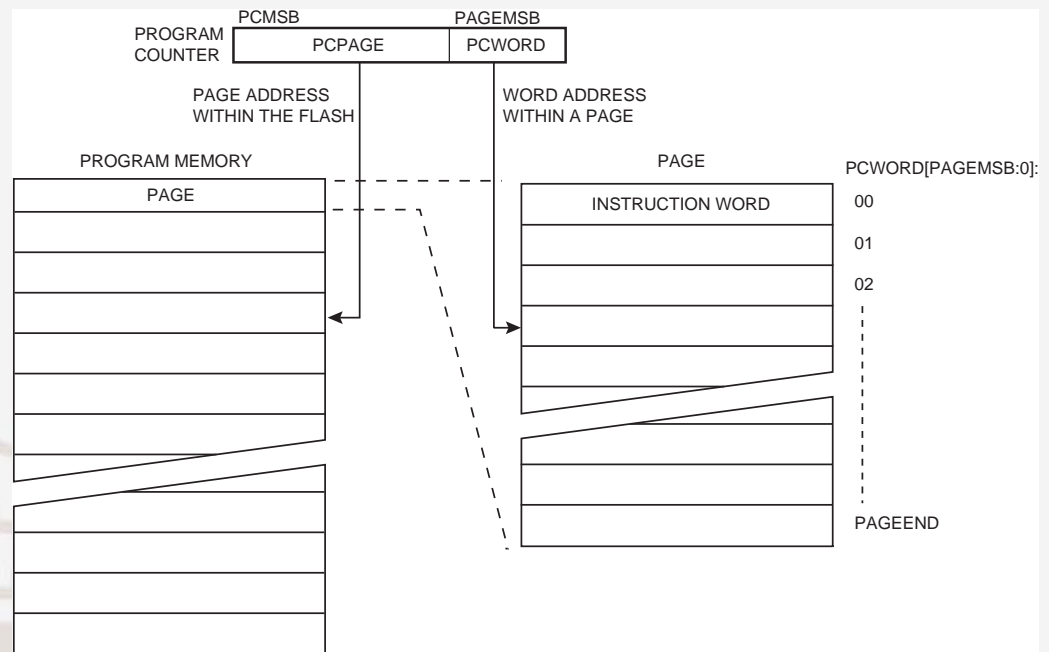 PCMSB
PAGEMSB
PROGRAM
COUNTER
PCPAGE
PCWORD
PAGE ADDRESS
WITHIN THE FLASH
WORD ADDRESS
WITHIN A PAGE
PROGRAM MEMORY
PAGE
PAGE
PCWORD[PAGEMSB:0]:
INSTRUCTION WORD
00
01
02
PAGEEND